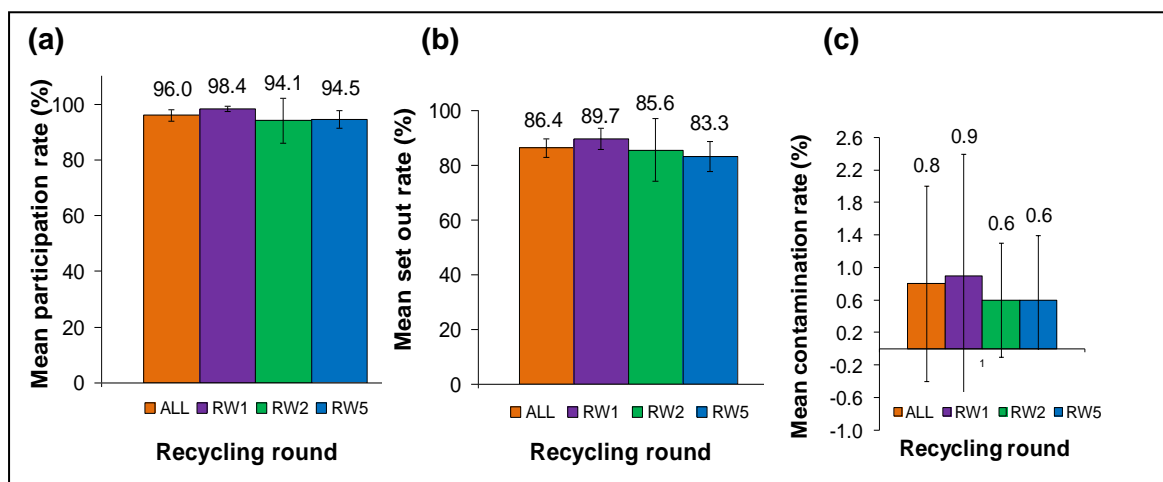 (a)
Mean participation rate (%)
100
80
60
40
20
0
96.0
98.4
94.1
94.5
ALL RW1 RW2 RW5
Recycling round
(b)
Mean set out rate (%)
100
80
60
40
20
0
86.4
89.7
85.6
83.3
ALL RW1 RW2 RW5
Recycling round
(c)
Mean contamination rate (%)
2.6
2.2
1.8
1.4
1.0
0.6
0.2
-0.2
-0.6
-1.0
0.8
0.9
0.6
0.6
1
ALL RW1 RW2 RW5
Recycling round